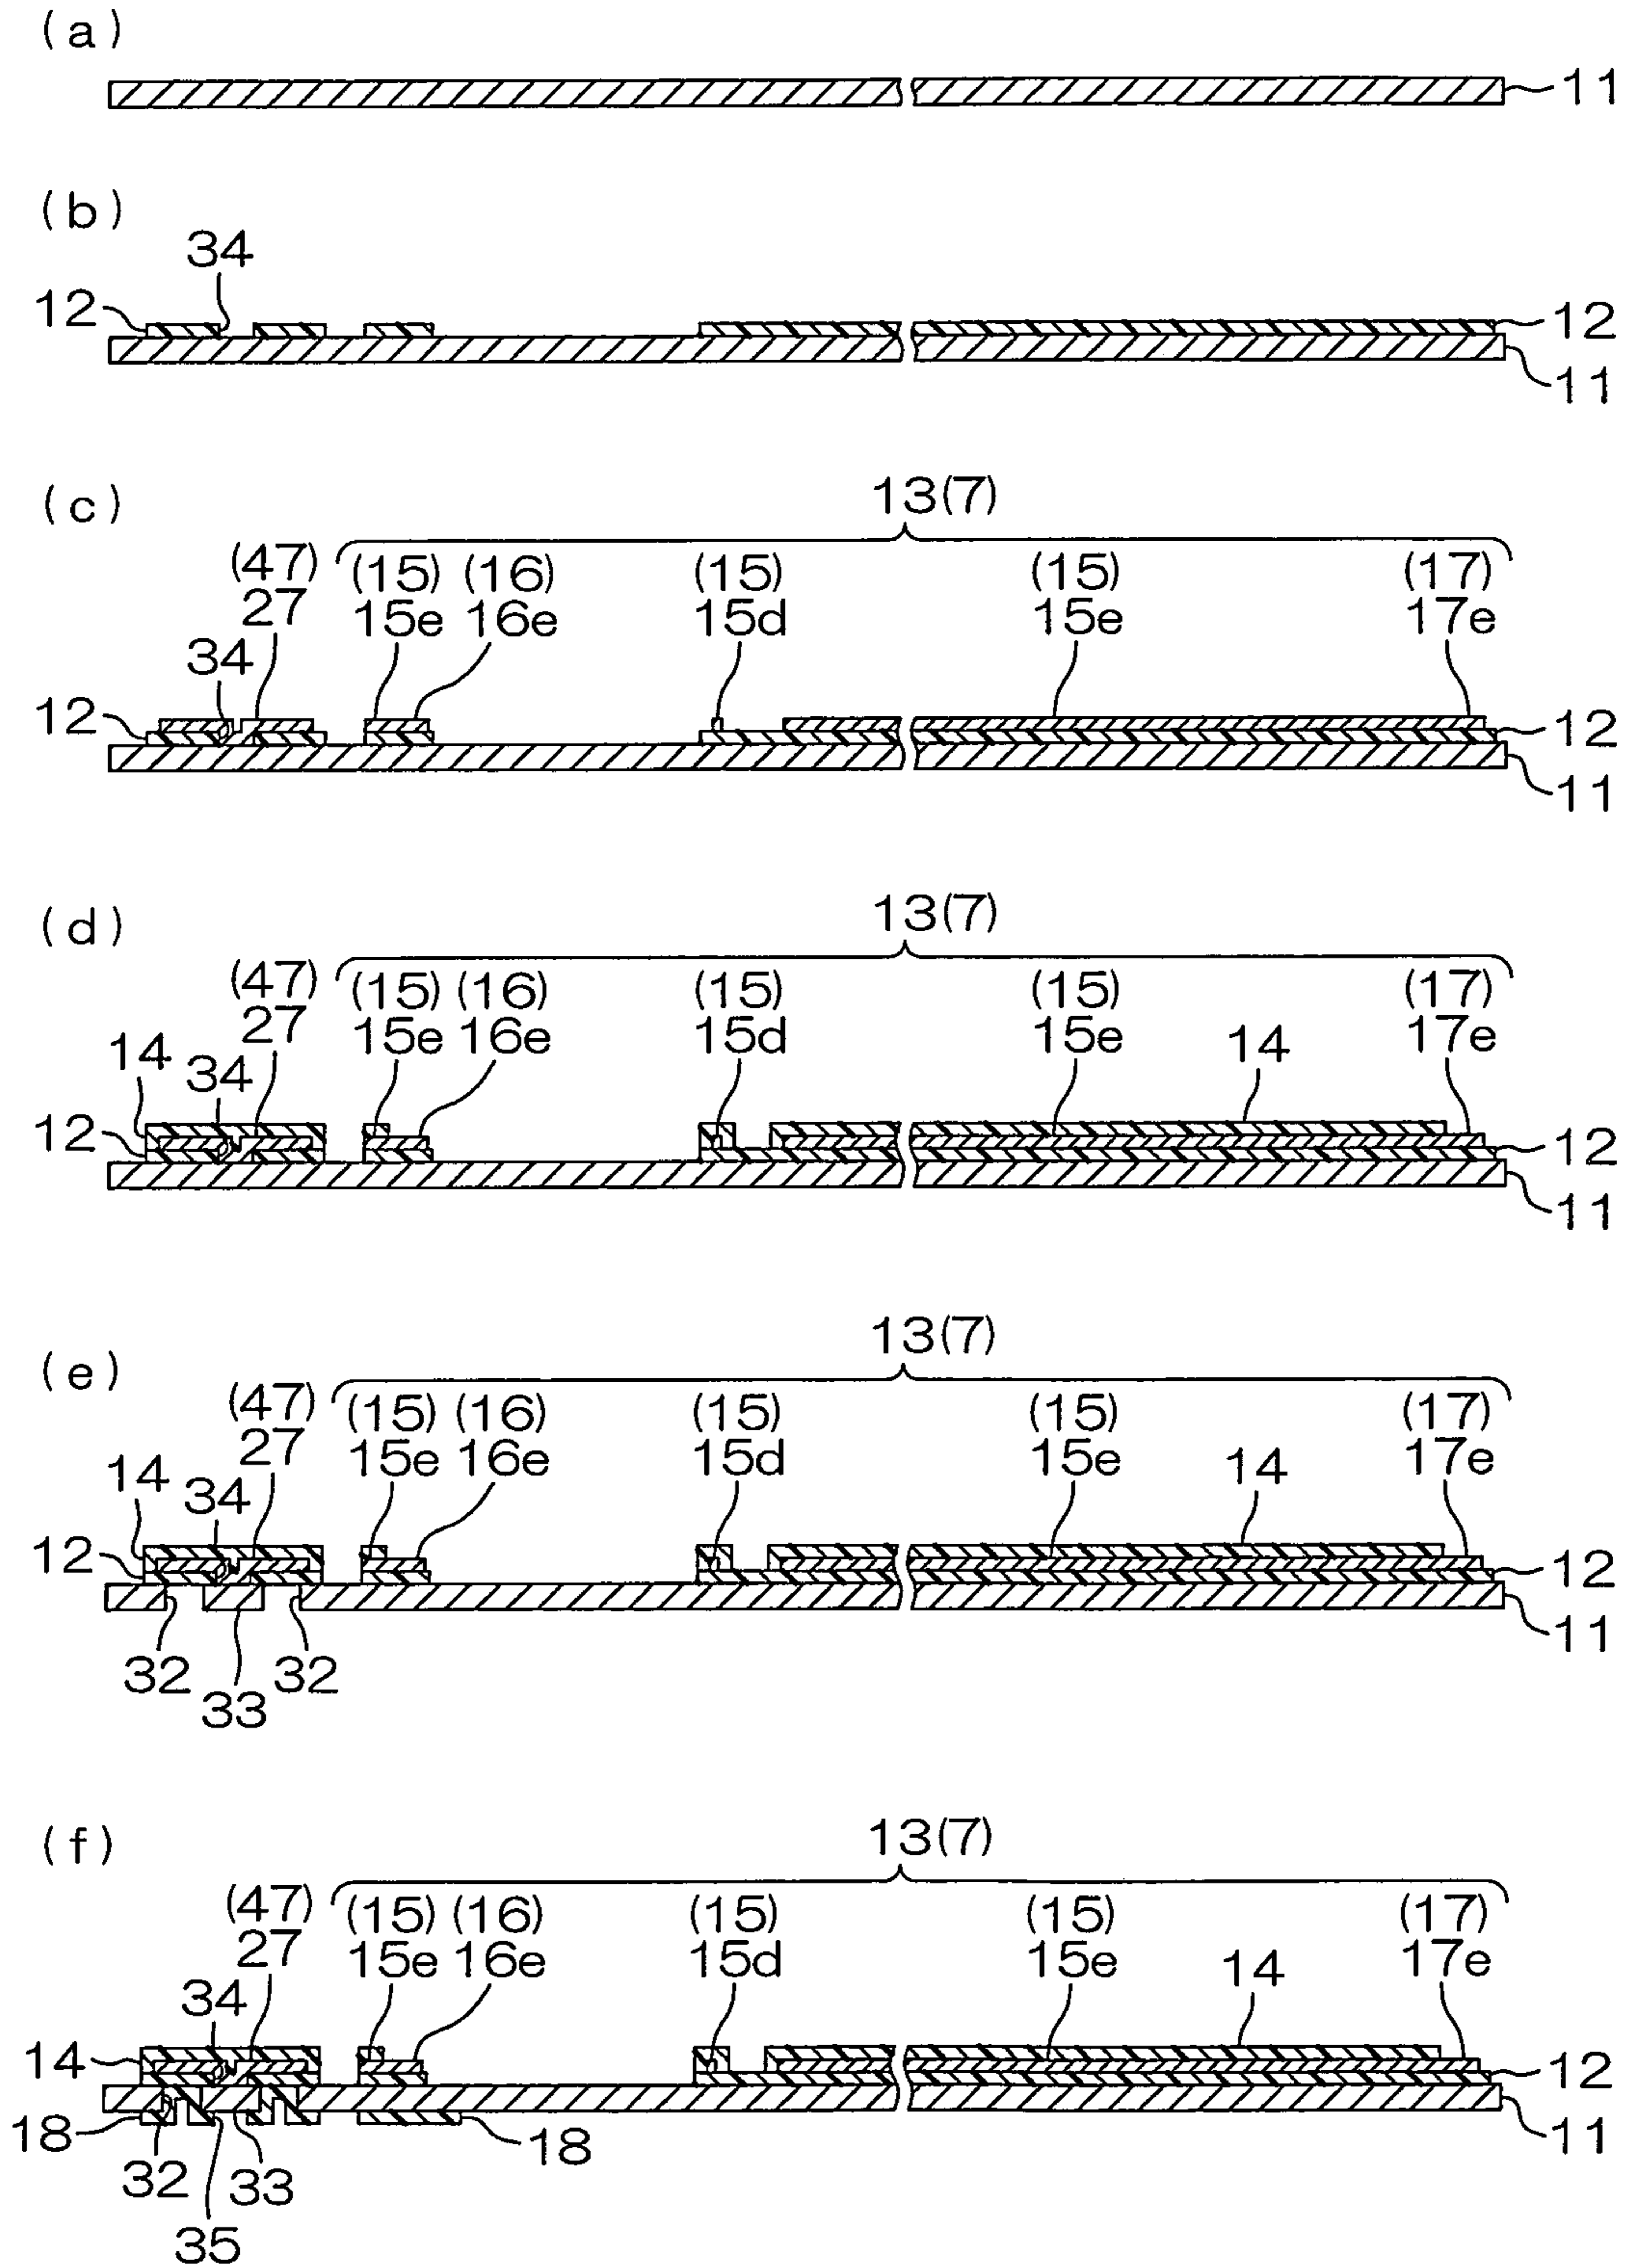 (a)
11
(b)
34
12
12
11
(c)
13(7)
(47) (15) (16) (15) (15) (17)
27 15e 16e 15d 15e 17e
34
12
12
11
(d)
13(7)
(47) (15) (16) (15) (15) (17)
27 15e 16e 15d 15e 14 17e
14 34
12
12
11
(e)
13(7)
(47) (15) (16) (15) (15) (17)
27 15e 16e 15d 15e 14 17e
14 34
12
12
11
32 33 32
(f)
13(7)
(47) (15) (16) (15) (15) (17)
27 15e 16e 15d 15e 14 17e
34
14
12
11
18 18
32 33
35